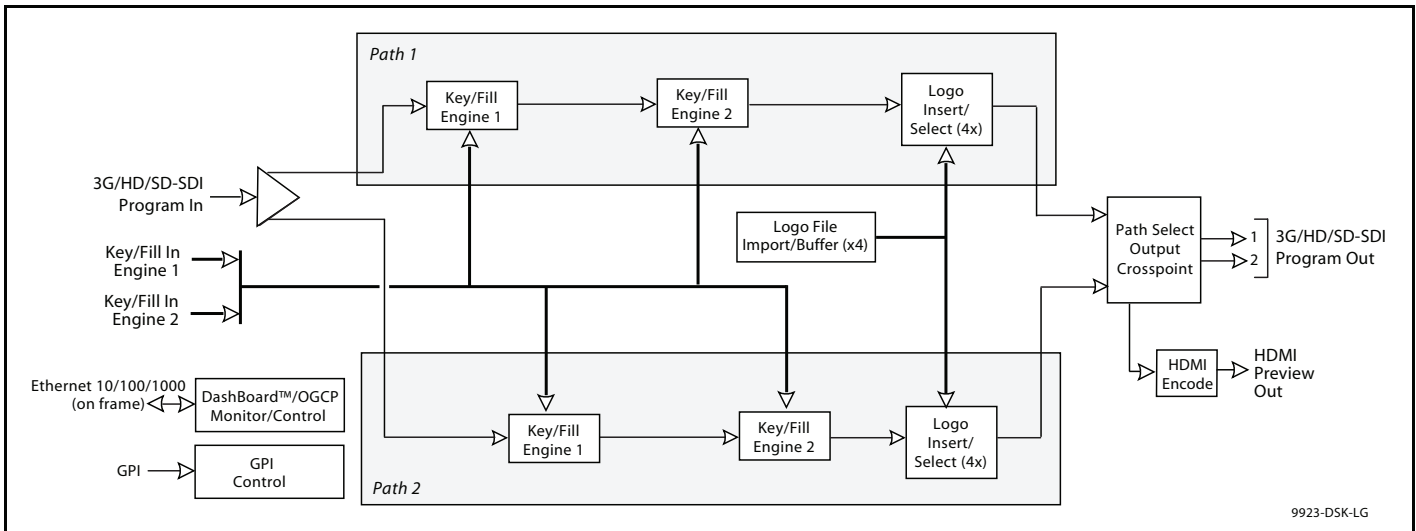 Path 1
Key/Fill
Engine 1
Key/Fill
Engine 2
Logo
Insert/
Select (4x)
3G/HD/SD-SDI
Program In
Key/Fill In
Engine 1
Key/Fill In
Engine 2
Logo File
Import/Buffer (x4)
Path Select
Output
Crosspoint
1
2
3G/HD/SD-SDI
Program Out
HDMI
Encode
HDMI
Preview
Out
Ethernet 10/100/1000
(on frame)
DashBoard™/OGCP
Monitor/Control
GPI
GPI
Control
Key/Fill
Engine 1
Key/Fill
Engine 2
Logo
Insert/
Select (4x)
Path 2
9923-DSK-LG